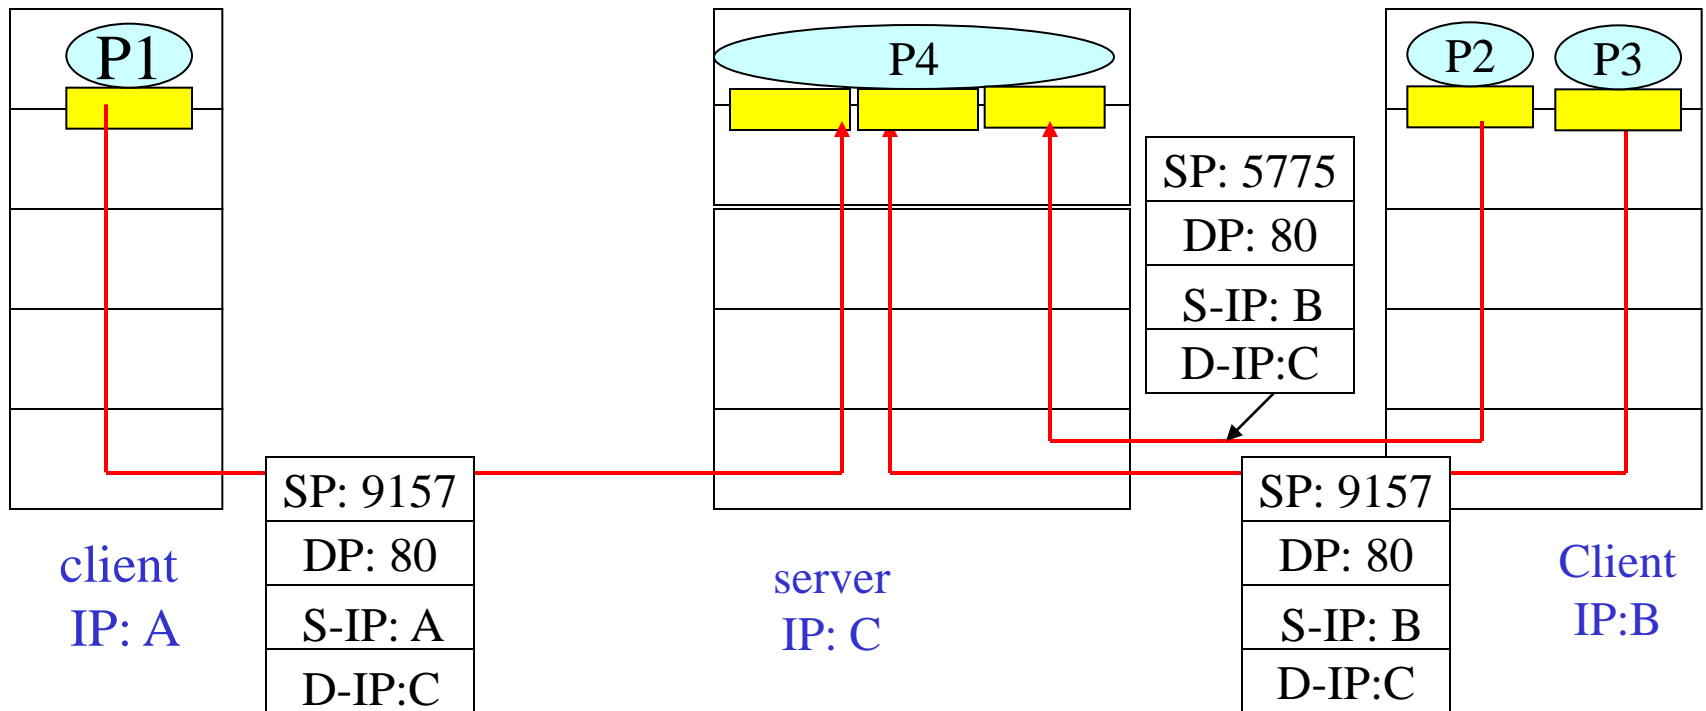 P1
P4
P2
P3
SP: 5775
DP: 80
S-IP: B
D-IP:C
SP: 9157
DP: 80
S-IP: A
D-IP:C
SP: 9157
DP: 80
S-IP: B
D-IP:C
client
IP: A
server
IP: C
Client
IP:B